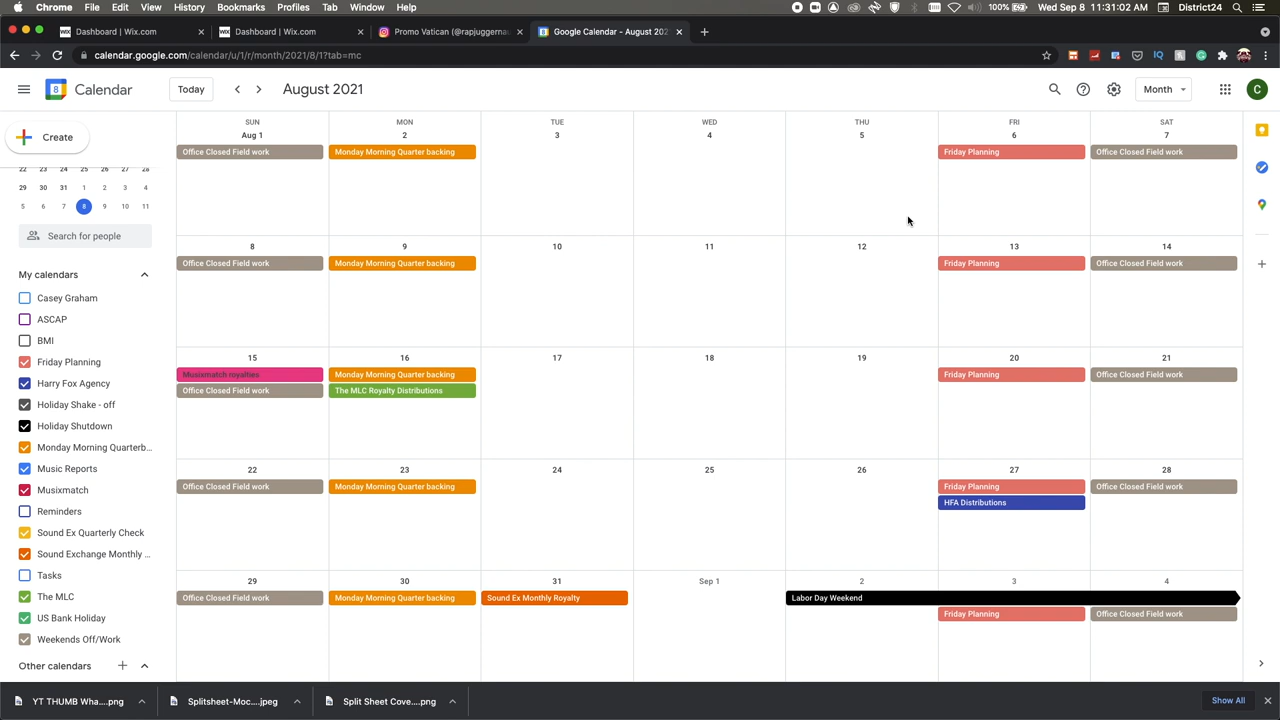 Chrome File Edit View History Bookmarks Profiles Tab Window Help 100% Wed Sep 8 11:31:02 AM District24
Dashboard | Wix.com Dashboard | Wix.com Promo Vatican (@rapjuggernau Google Calendar - August 202
calendar.google.com/calendar/u/1/r/month/2021/8/1?tab=mc
8 Calendar Today August 2021 Month C
Create
22 23 24 25 26 27 28
29 30 31 1 2 3 4
5 6 7 8 9 10 11
Search for people
My calendars
Casey Graham
ASCAP
BMI
Friday Planning
Harry Fox Agency
Holiday Shake - off
Holiday Shutdown
Monday Morning Quarterb...
Music Reports
Musixmatch
Reminders
Sound Ex Quarterly Check
Sound Exchange Monthly ...
Tasks
The MLC
US Bank Holiday
Weekends Off/Work
Other calendars
SUN MON TUE WED THU FRI SAT
Aug 1 2 3 4 5 6 7
Office Closed Field work Monday Morning Quarter backing Friday Planning Office Closed Field work
8 9 10 11 12 13 14
Office Closed Field work Monday Morning Quarter backing Friday Planning Office Closed Field work
15 16 17 18 19 20 21
Musixmatch royalties Monday Morning Quarter backing Friday Planning Office Closed Field work
Office Closed Field work The MLC Royalty Distributions
22 23 24 25 26 27 28
Office Closed Field work Monday Morning Quarter backing Friday Planning Office Closed Field work
HFA Distributions
29 30 31 Sep 1 2 3 4
Office Closed Field work Monday Morning Quarter backing Sound Ex Monthly Royalty Labor Day Weekend
Friday Planning Office Closed Field work
YT THUMB Wha....png Splitsheet-Moc....jpeg Split Sheet Cove....png Show All